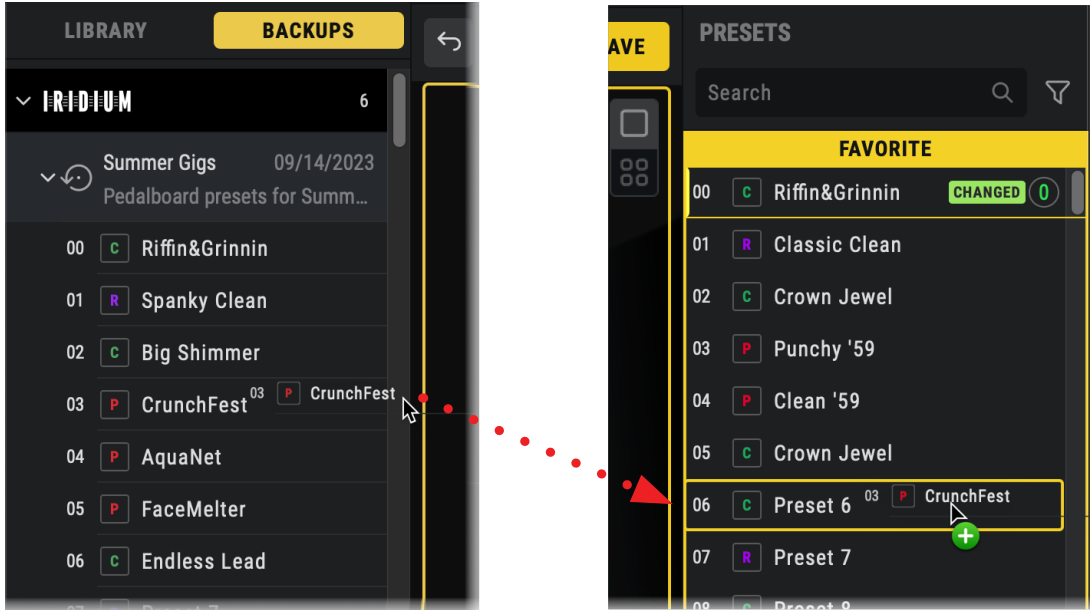 LIBRARY
BACKUPS
IRIDIUM
6
Summer Gigs 09/14/2023
Pedalboard presets for Summ...
00 C Riffin&Grinnin
01 R Spanky Clean
02 C Big Shimmer
03 P CrunchFest
03 P CrunchFest
04 P AquaNet
05 P FaceMelter
06 C Endless Lead
AVE
PRESETS
Search
FAVORITE
00 C Riffin&Grinnin CHANGED 0
01 R Classic Clean
02 C Crown Jewel
03 P Punchy '59
04 P Clean '59
05 C Crown Jewel
06 C Preset 6
03 P CrunchFest
07 R Preset 7
08 C Preset 8